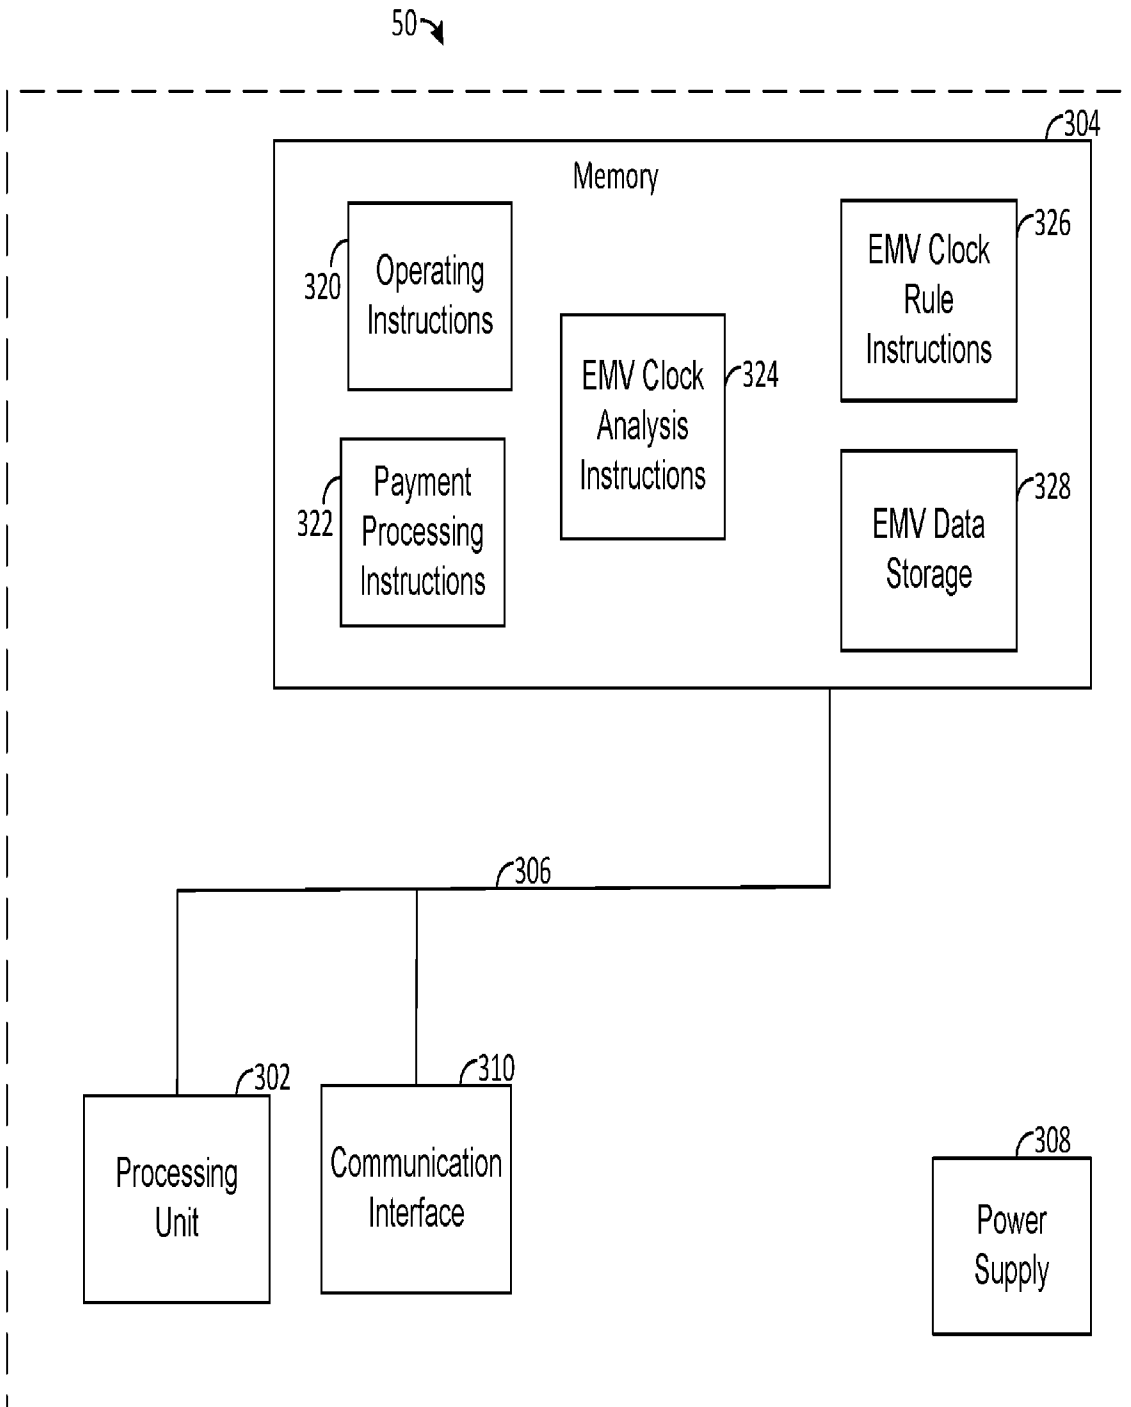 50
304
Memory
320
Operating
Instructions
326
EMV Clock
Rule
Instructions
324
EMV Clock
Analysis
Instructions
322
Payment
Processing
Instructions
328
EMV Data
Storage
306
302
Processing
Unit
310
Communication
Interface
308
Power
Supply